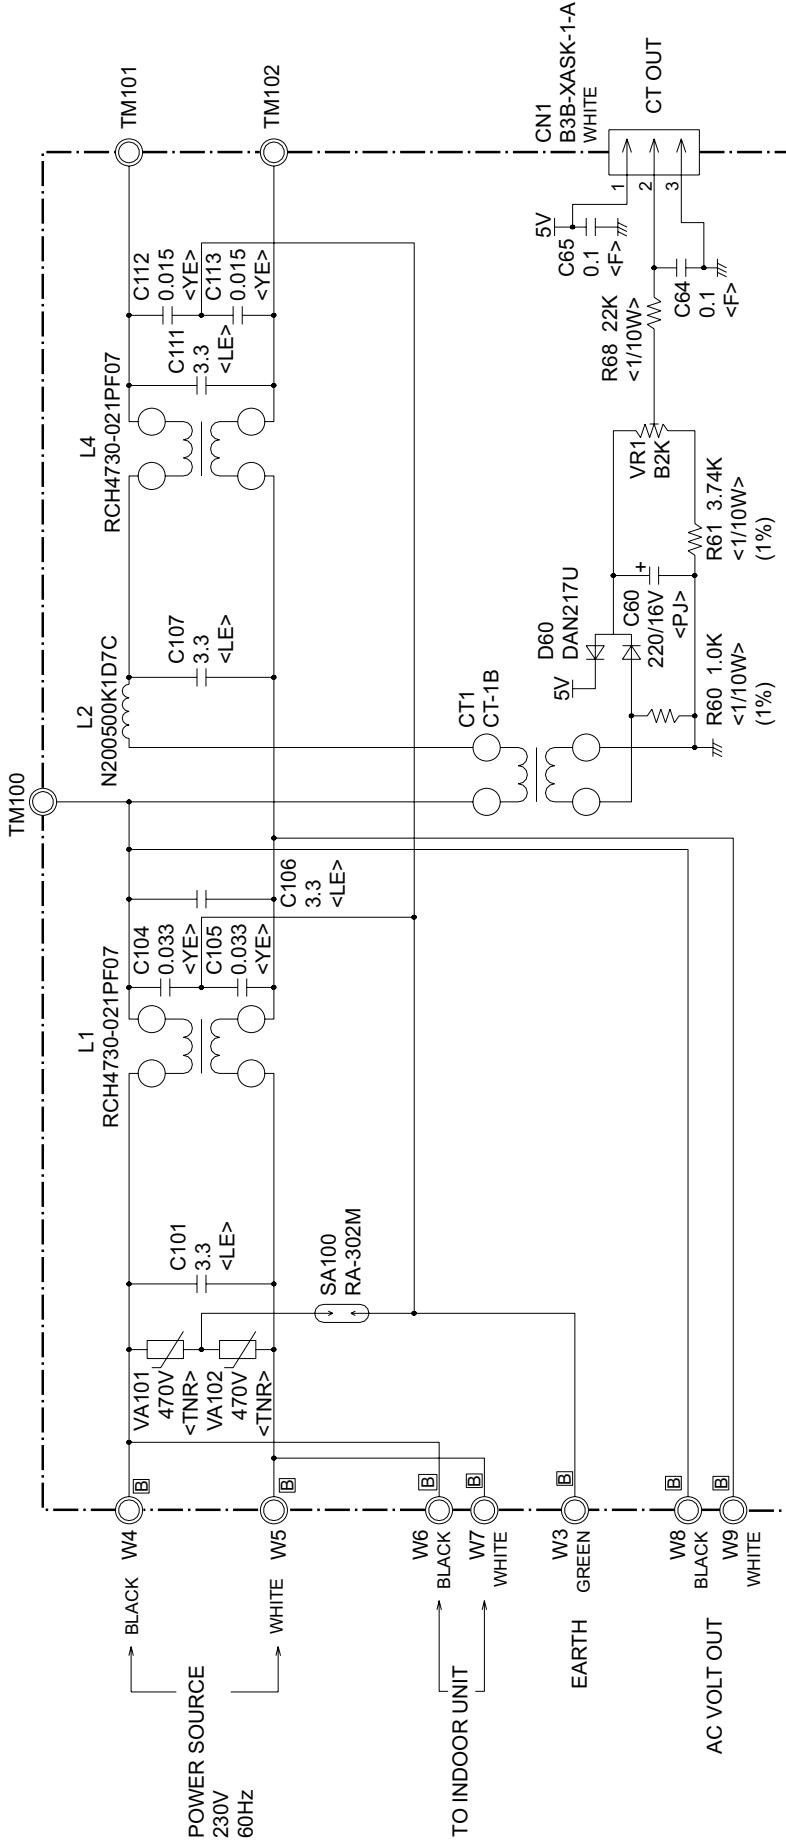 POWER SOURCE
230V
60Hz
BLACK
W4
B
WHITE
W5
B
TO INDOOR UNIT
W6
BLACK
B
W7
WHITE
B
EARTH
W3
GREEN
B
AC VOLT OUT
W8
BLACK
B
W9
WHITE
B
VA101
470V
<TNR>
VA102
470V
<TNR>
SA100
RA-302M
C101
3.3
<LE>
L1
RCH4730-021PF07
C104
0.033
<YE>
C105
0.033
<YE>
C106
3.3
<LE>
TM100
L2
N200500K1D7C
C107
3.3
<LE>
L4
RCH4730-021PF07
C111
3.3
<LE>
C112
0.015
<YE>
C113
0.015
<YE>
TM101
TM102
CT1
CT-1B
5V
D60
DAN217U
+
C60
220/16V
<PJ>
R60 1.0K
<1/10W>
(1%)
R61 3.74K
<1/10W>
(1%)
VR1
B2K
R68 22K
<1/10W>
C64
0.1
<F>
5V
C65
0.1
<F>
1
2
3
CN1
B3B-XASK-1-A
WHITE
CT OUT